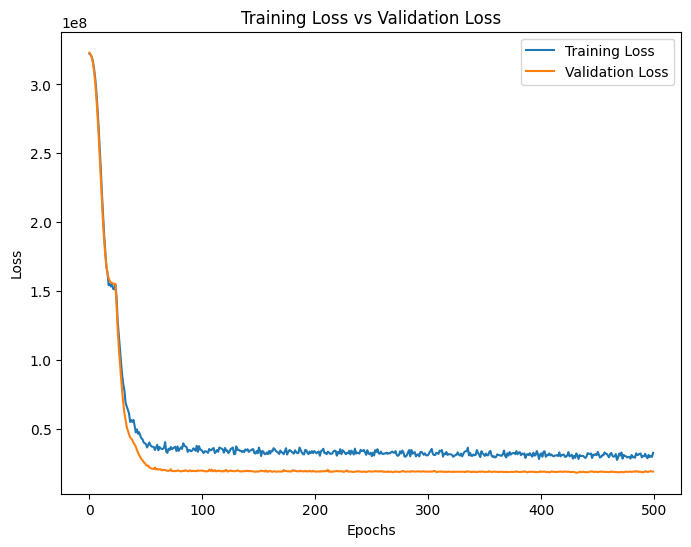 Training Loss vs Validation Loss
1e8
Training Loss
Validation Loss
3.0
2.5
2.0
1.5
1.0
0.5
Loss
0 100 200 300 400 500
Epochs